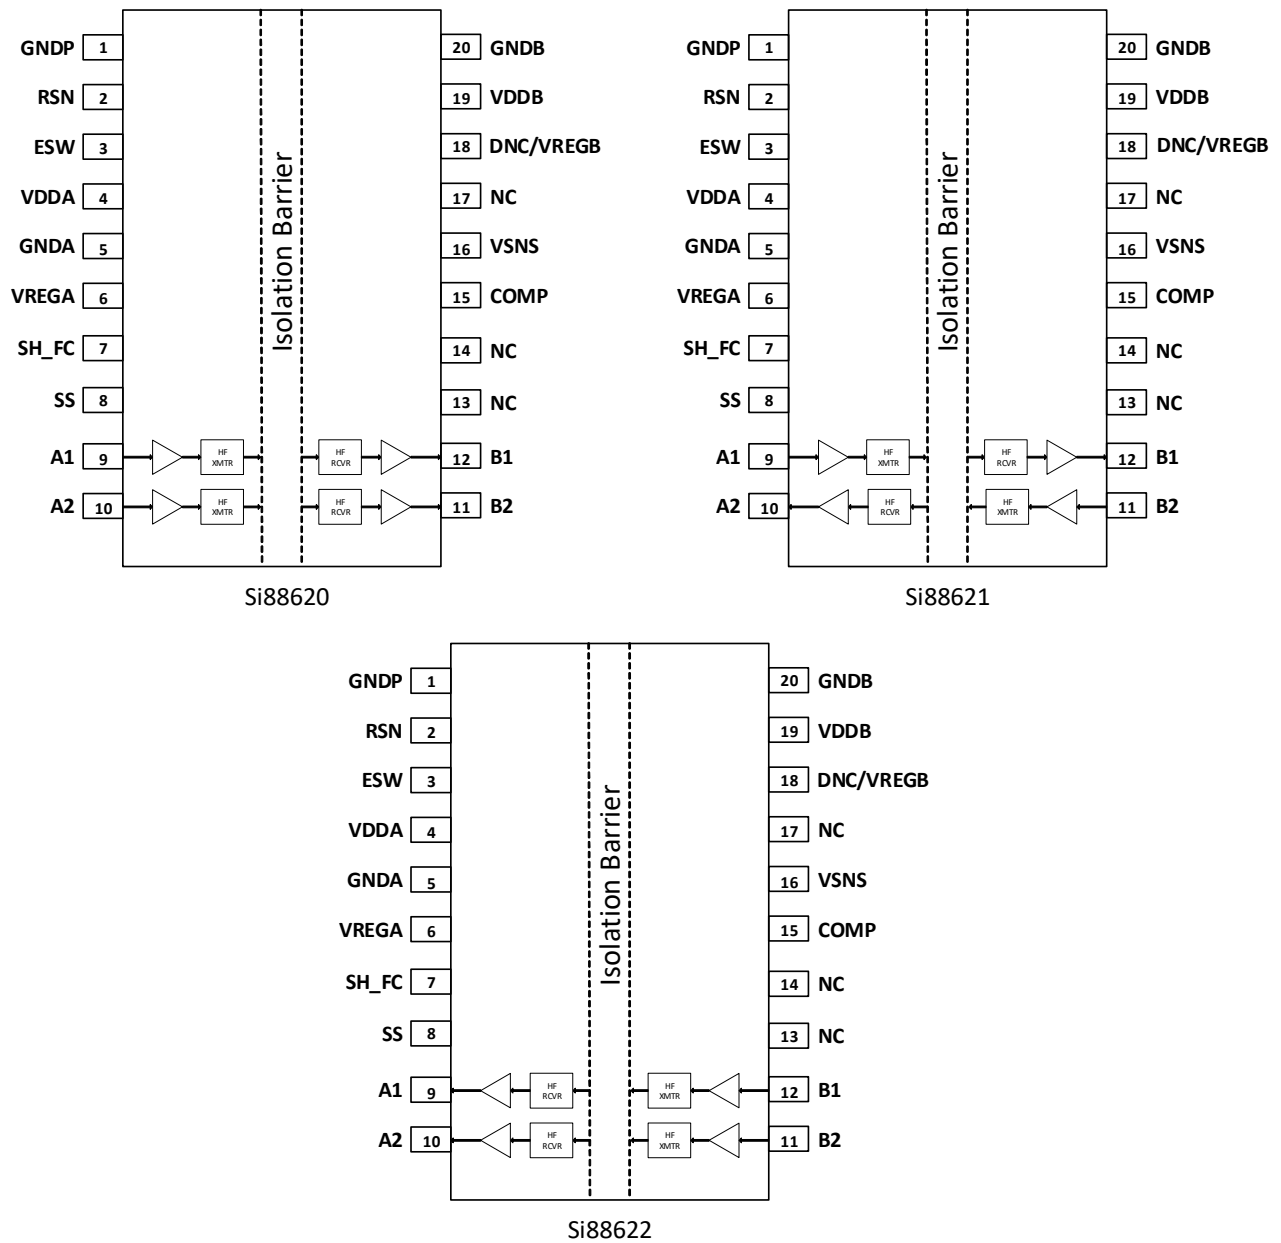 GNDP 1 20 GNDB
RSN 2 19 VDDB
ESW 3 18 DNC/VREGB
VDDA 4 17 NC
GNDA 5 16 VSNS
VREGA 6 15 COMP
SH_FC 7 14 NC
SS 8 13 NC
A1 9 HF XMTR HF RCVR 12 B1
A2 10 HF XMTR HF RCVR 11 B2
Isolation Barrier
Si88620
GNDP 1 20 GNDB
RSN 2 19 VDDB
ESW 3 18 DNC/VREGB
VDDA 4 17 NC
GNDA 5 16 VSNS
VREGA 6 15 COMP
SH_FC 7 14 NC
SS 8 13 NC
A1 9 HF XMTR HF RCVR 12 B1
A2 10 HF RCVR HF XMTR 11 B2
Isolation Barrier
Si88621
GNDP 1 20 GNDB
RSN 2 19 VDDB
ESW 3 18 DNC/VREGB
VDDA 4 17 NC
GNDA 5 16 VSNS
VREGA 6 15 COMP
SH_FC 7 14 NC
SS 8 13 NC
A1 9 HF RCVR HF XMTR 12 B1
A2 10 HF RCVR HF XMTR 11 B2
Isolation Barrier
Si88622